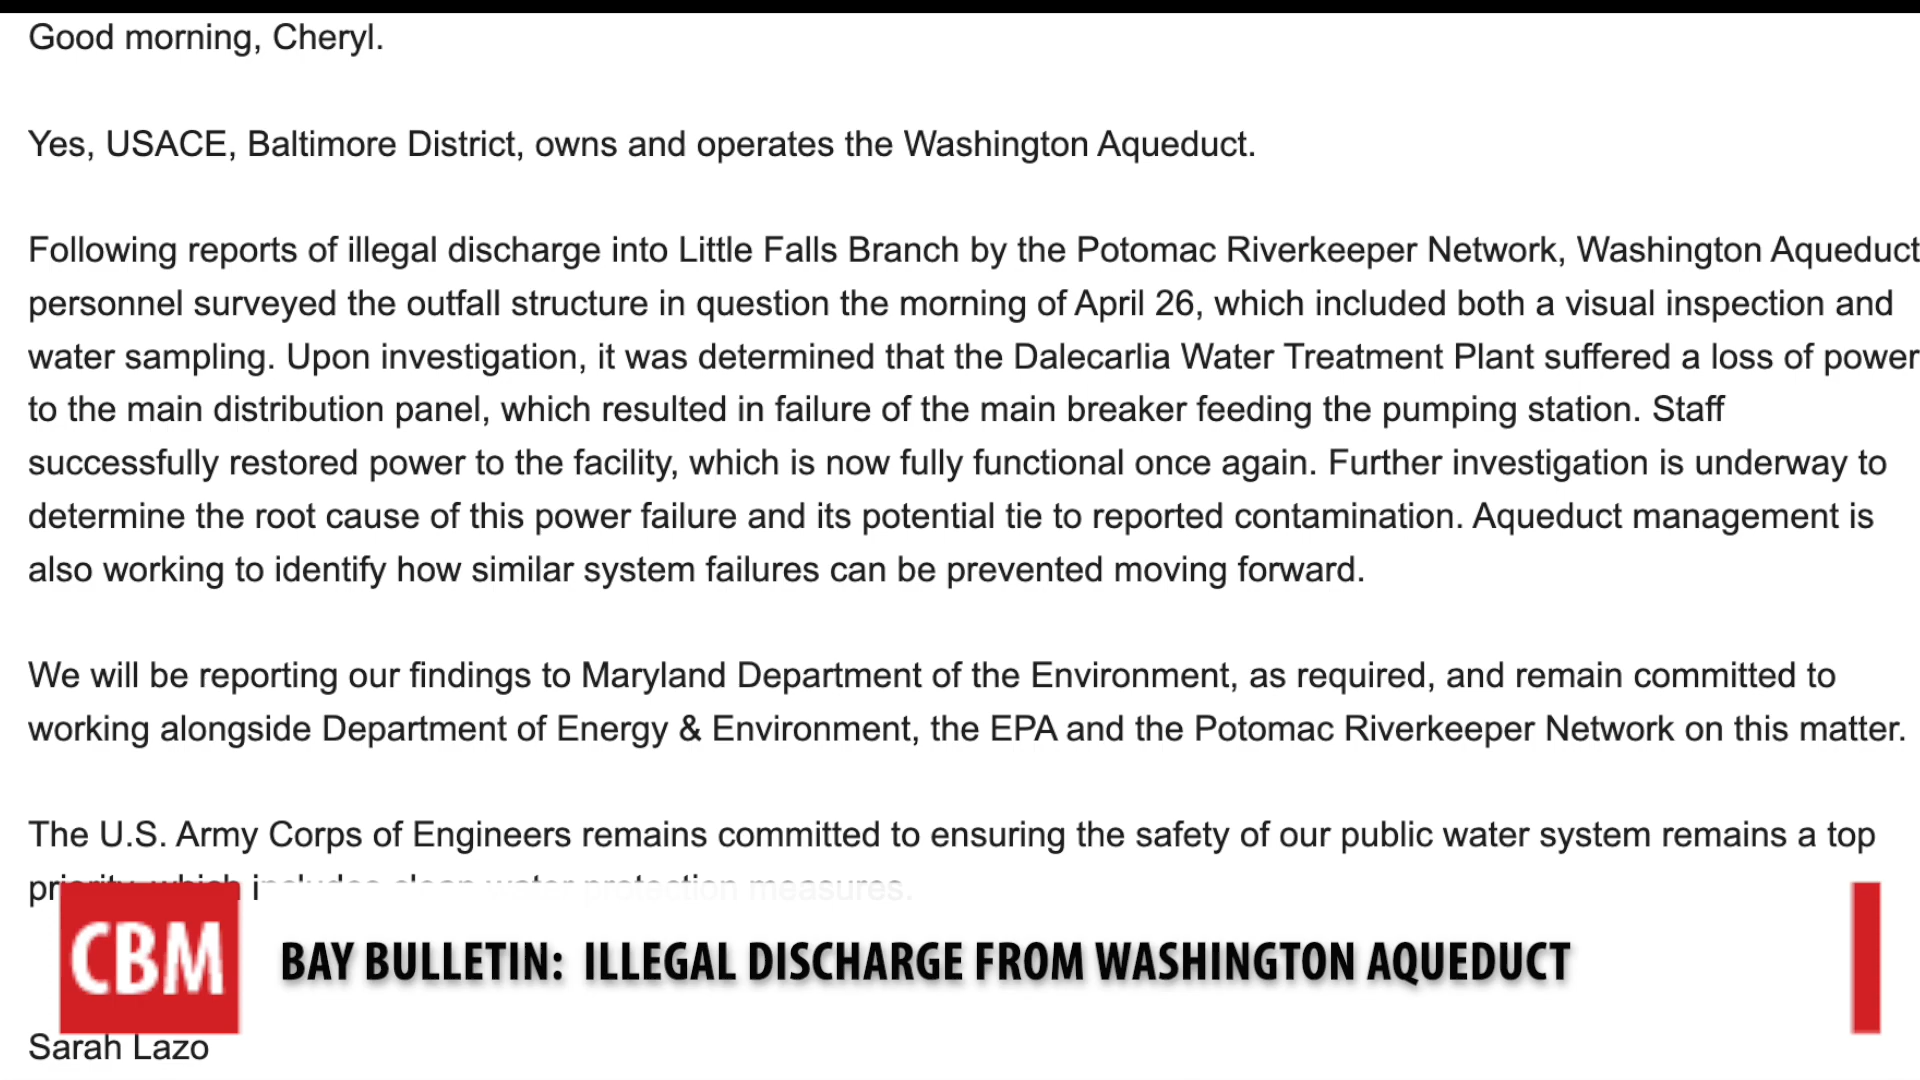 Good morning, Cheryl.
Yes, USACE, Baltimore District, owns and operates the Washington Aqueduct.
Following reports of illegal discharge into Little Falls Branch by the Potomac Riverkeeper Network, Washington Aqueduct
personnel surveyed the outfall structure in question the morning of April 26, which included both a visual inspection and
water sampling. Upon investigation, it was determined that the Dalecarlia Water Treatment Plant suffered a loss of power
to the main distribution panel, which resulted in failure of the main breaker feeding the pumping station. Staff
successfully restored power to the facility, which is now fully functional once again. Further investigation is underway to
determine the root cause of this power failure and its potential tie to reported contamination. Aqueduct management is
also working to identify how similar system failures can be prevented moving forward.
We will be reporting our findings to Maryland Department of the Environment, as required, and remain committed to
working alongside Department of Energy & Environment, the EPA and the Potomac Riverkeeper Network on this matter.
The U.S. Army Corps of Engineers remains committed to ensuring the safety of our public water system remains a top
priority, which includes clean water protection measures.
CBM
BAY BULLETIN: ILLEGAL DISCHARGE FROM WASHINGTON AQUEDUCT
Sarah Lazo